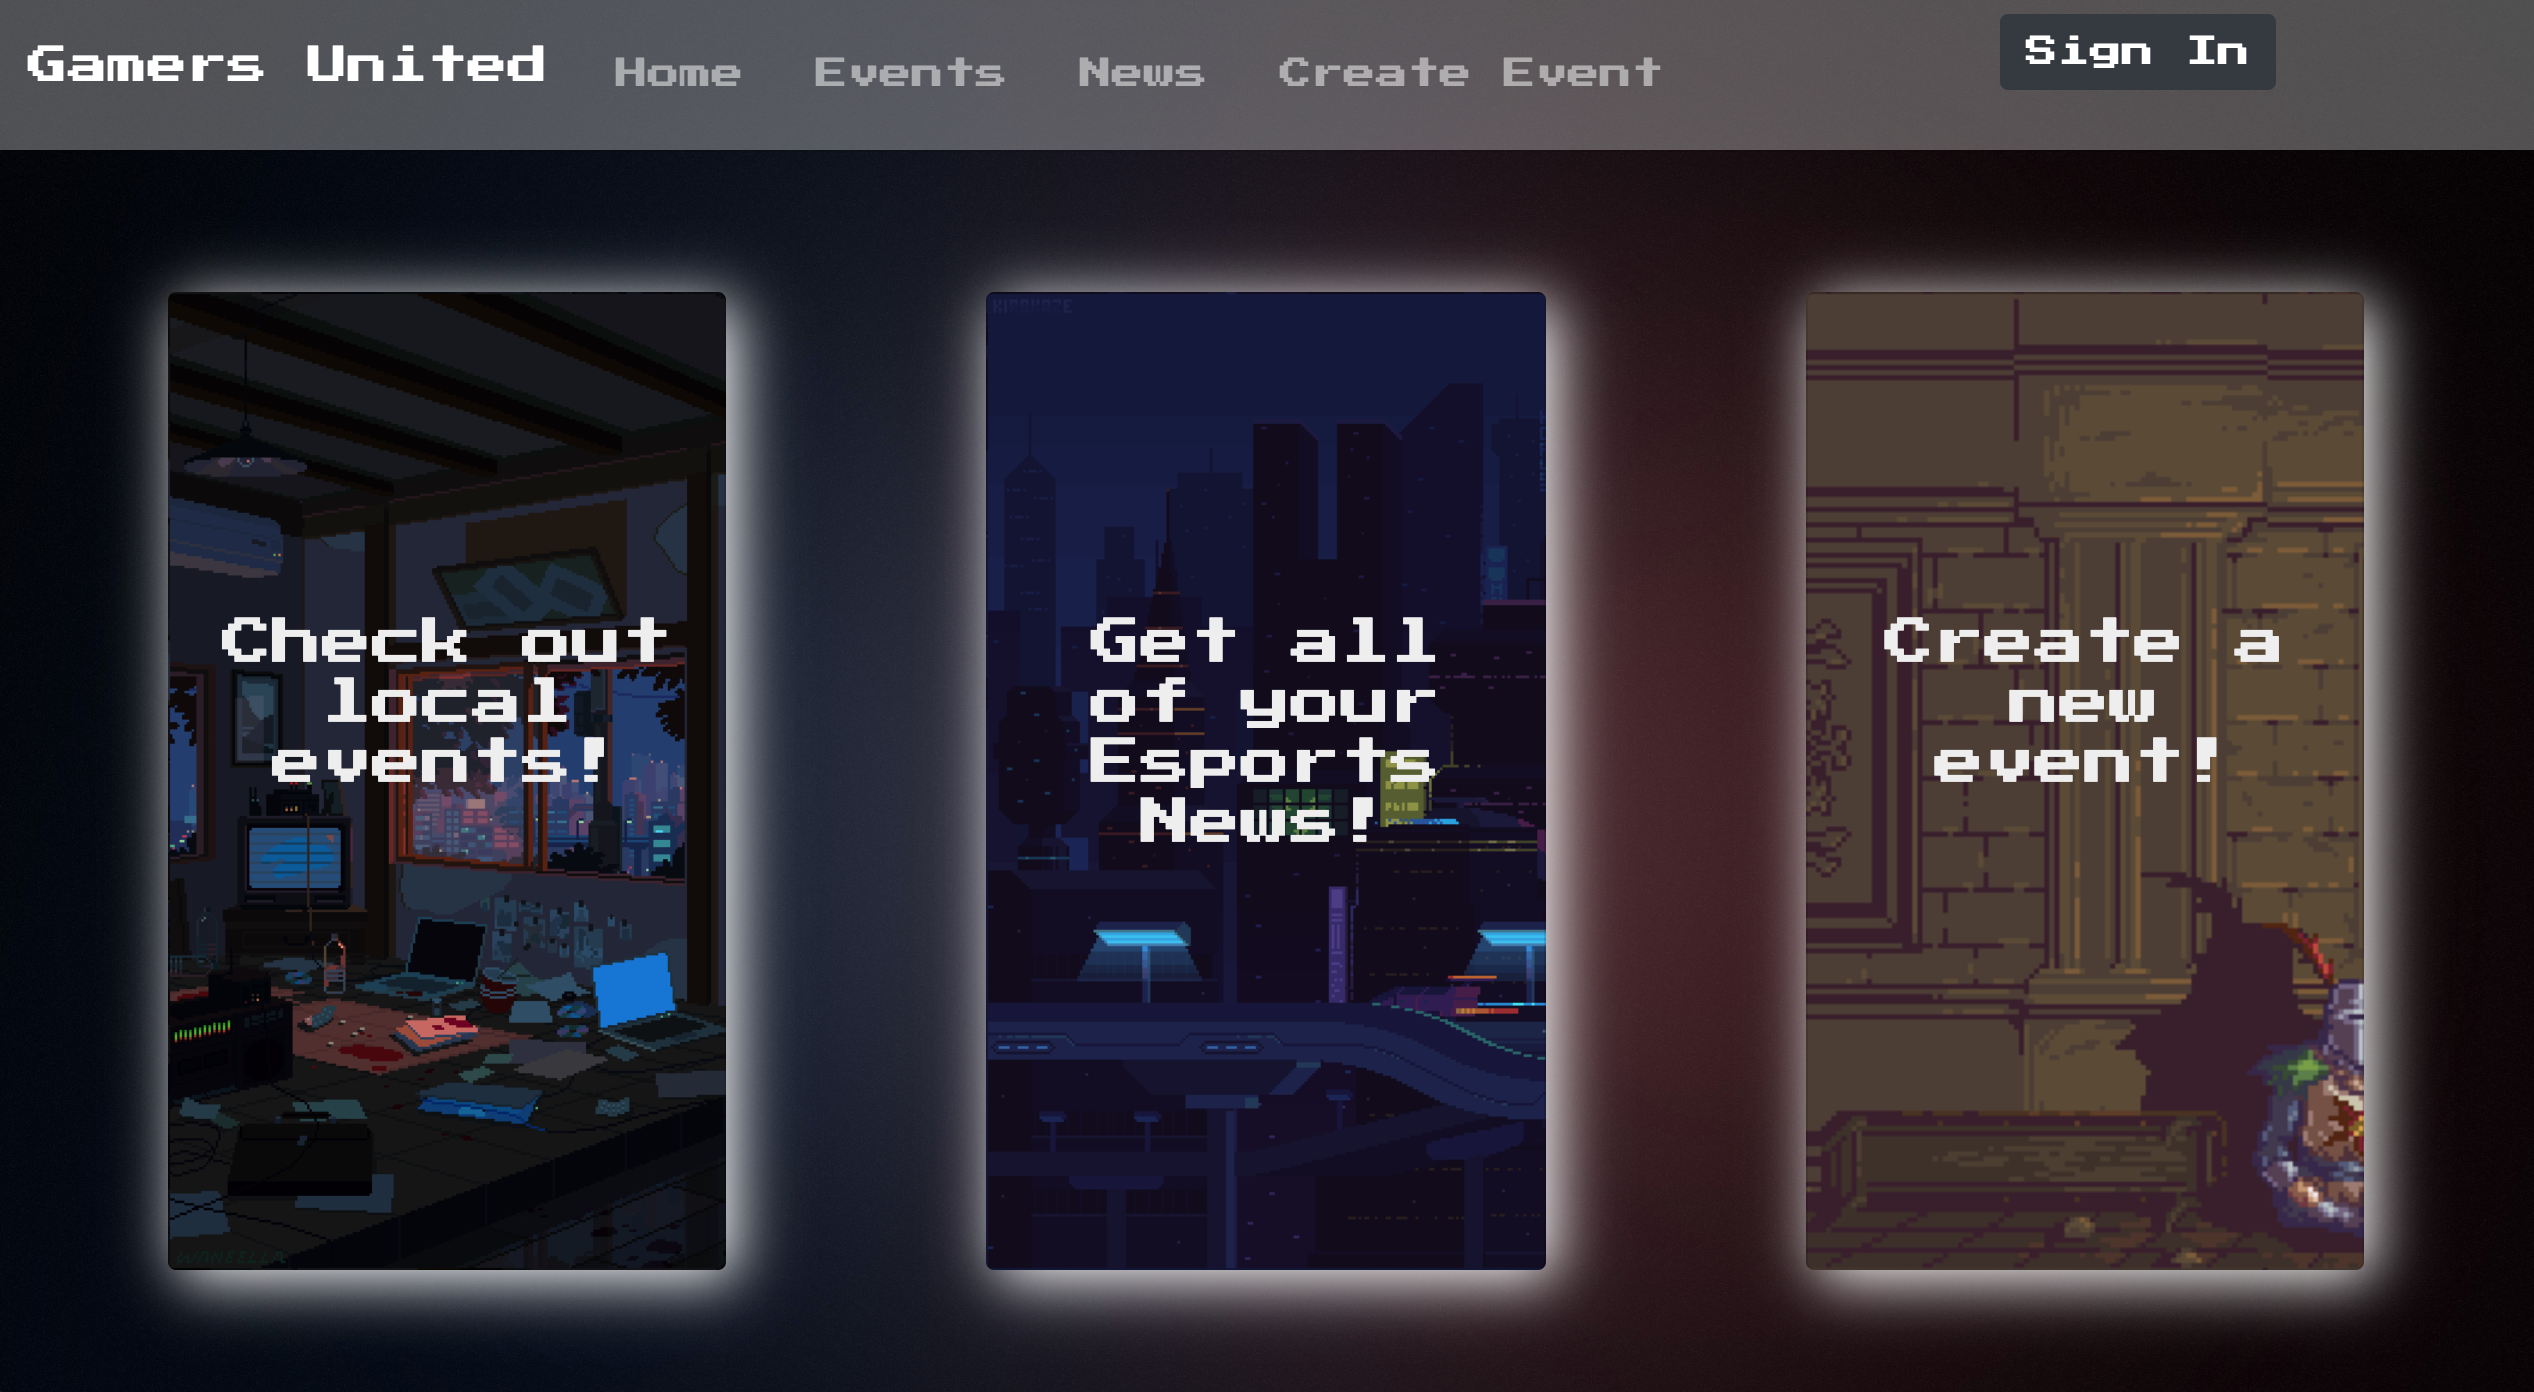 Gamers United
Home
Events
News
Create Event
Sign In
Check out
local
events!
Get all
of your
Esports
News!
Create a
new
event!
WANEELLA